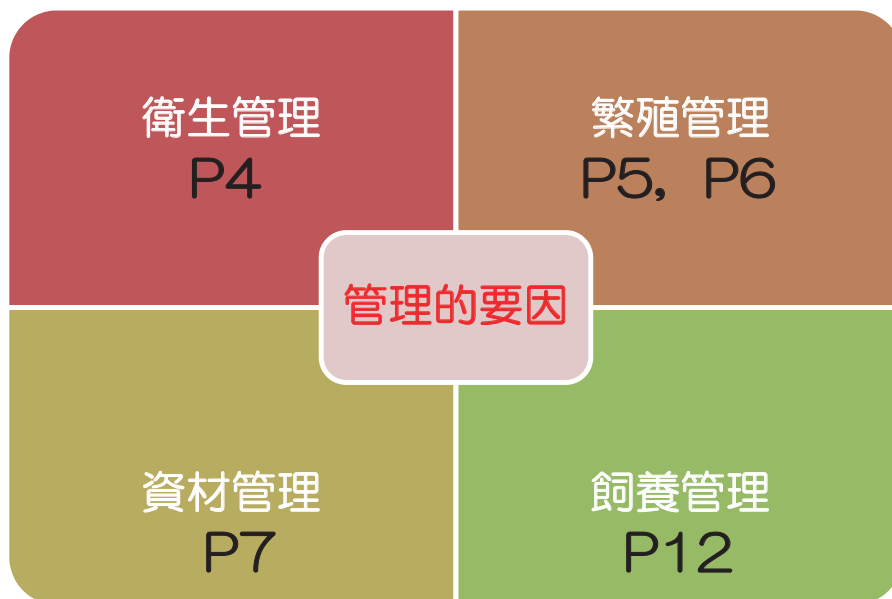 衛生管理
P4
繁殖管理
P5，P6
管理的要因
資材管理
P7
飼養管理
P12